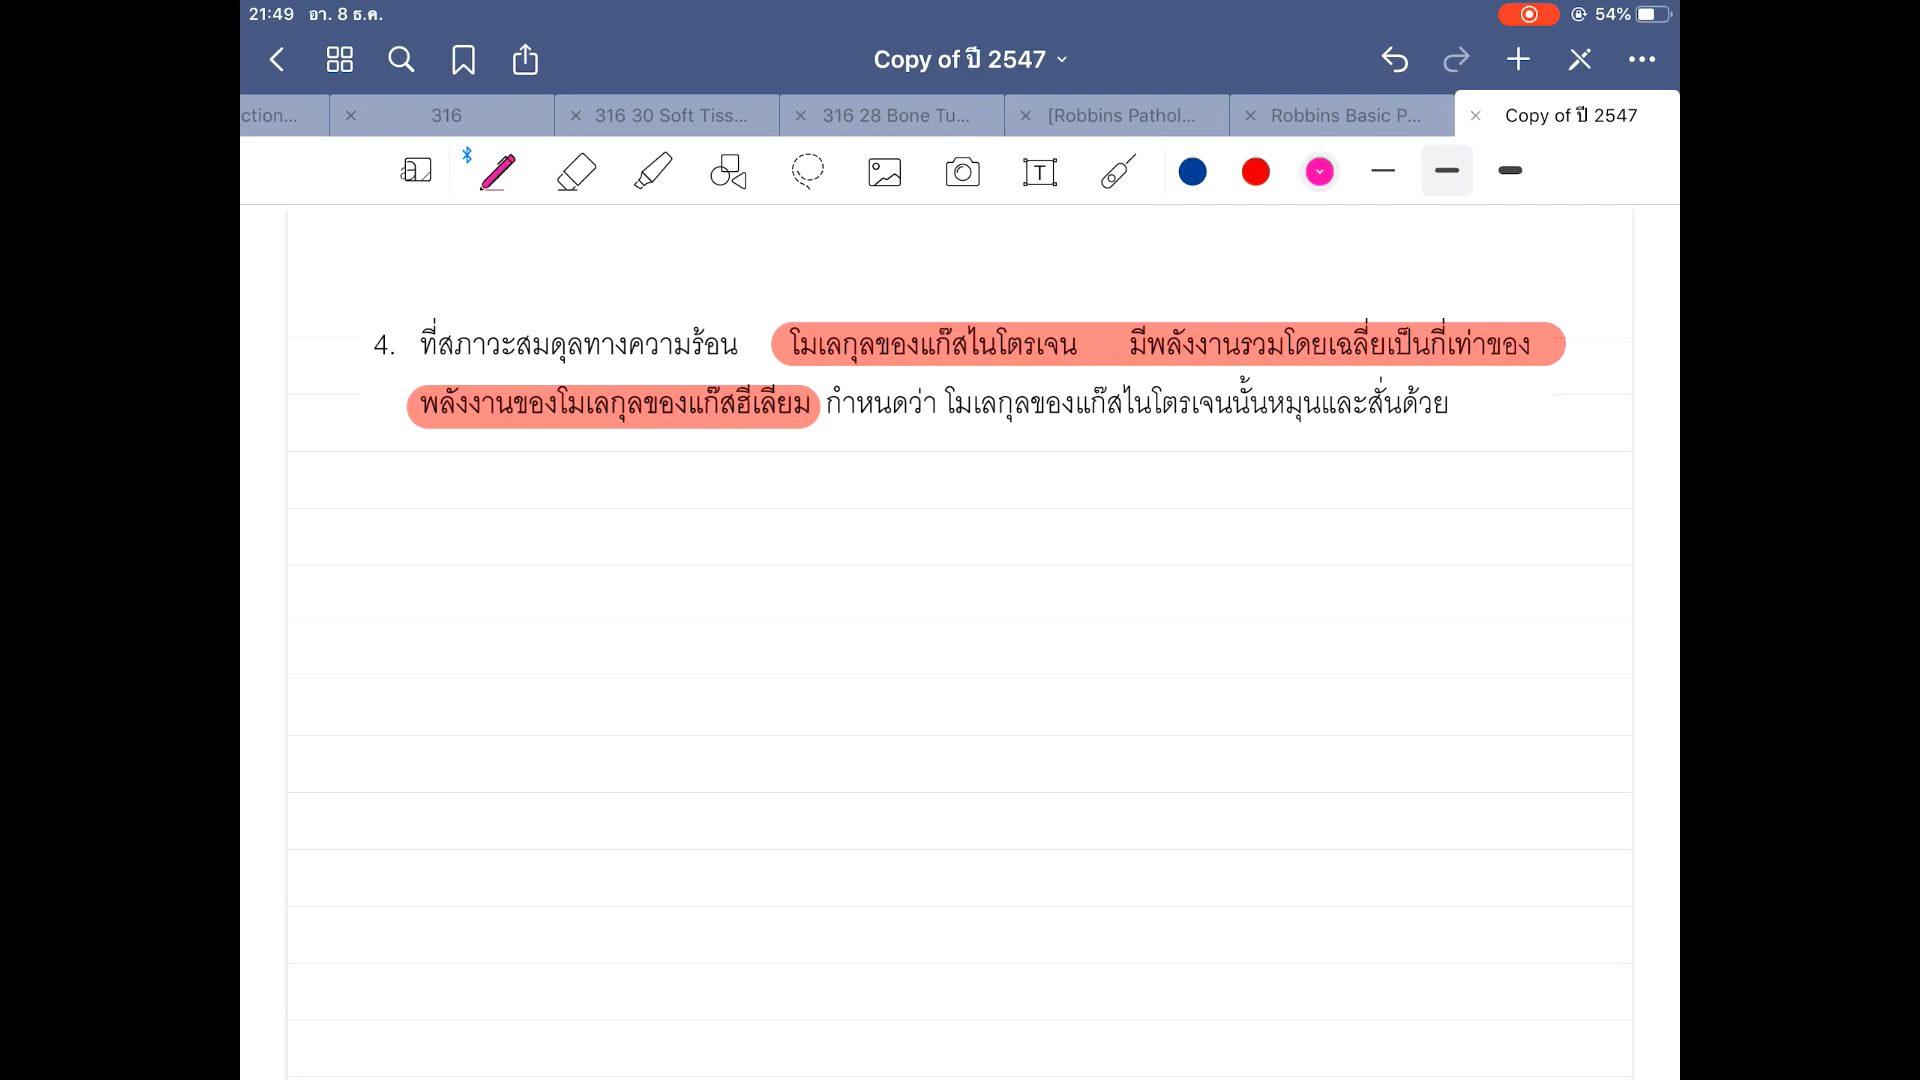 21:49 อา. 8 ธ.ค.
54%
Copy of ปี 2547
ction...
316
316 30 Soft Tiss...
316 28 Bone Tu...
[Robbins Pathol...
Robbins Basic P...
Copy of ปี 2547
4. ที่สภาวะสมดุลทางความร้อน โมเลกุลของแก๊สไนโตรเจน มีพลังงานรวมโดยเฉลี่ยเป็นกี่เท่าของ
พลังงานของโมเลกุลของแก๊สฮีเลียม กำหนดว่า โมเลกุลของแก๊สไนโตรเจนนั้นหมุนและสั่นด้วย